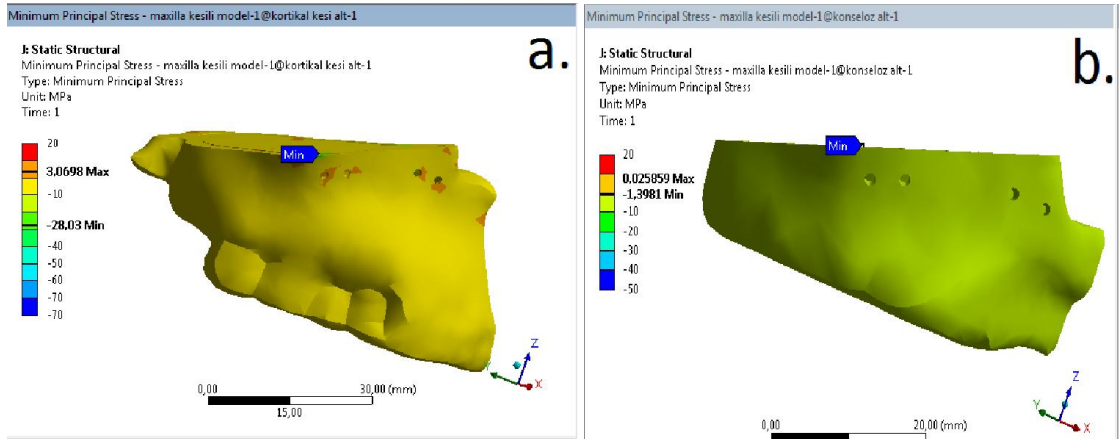 Minimum Principal Stress - maxilla kesili model-1@kortikal kesi alt-1
a.
J: Static Structural
Minimum Principal Stress - maxilla kesili model-1@kortikal kesi alt-1
Type: Minimum Principal Stress
Unit: MPa
Time: 1
20
3,0698 Max
-10
-28,03 Min
-40
-50
-60
-70
-70
Min
0,00
30,00 (mm)
15,00
Z
Y
X
Minimum Principal Stress - maxilla kesili model-1@konseloz alt-1
b.
J: Static Structural
Minimum Principal Stress - maxilla kesili model-1@konseloz alt-1
Type: Minimum Principal Stress
Unit: MPa
Time: 1
20
0,025859 Max
-1,3981 Min
-10
-20
-30
-40
-50
Min
0,00
20,00 (mm)
Z
Y
X